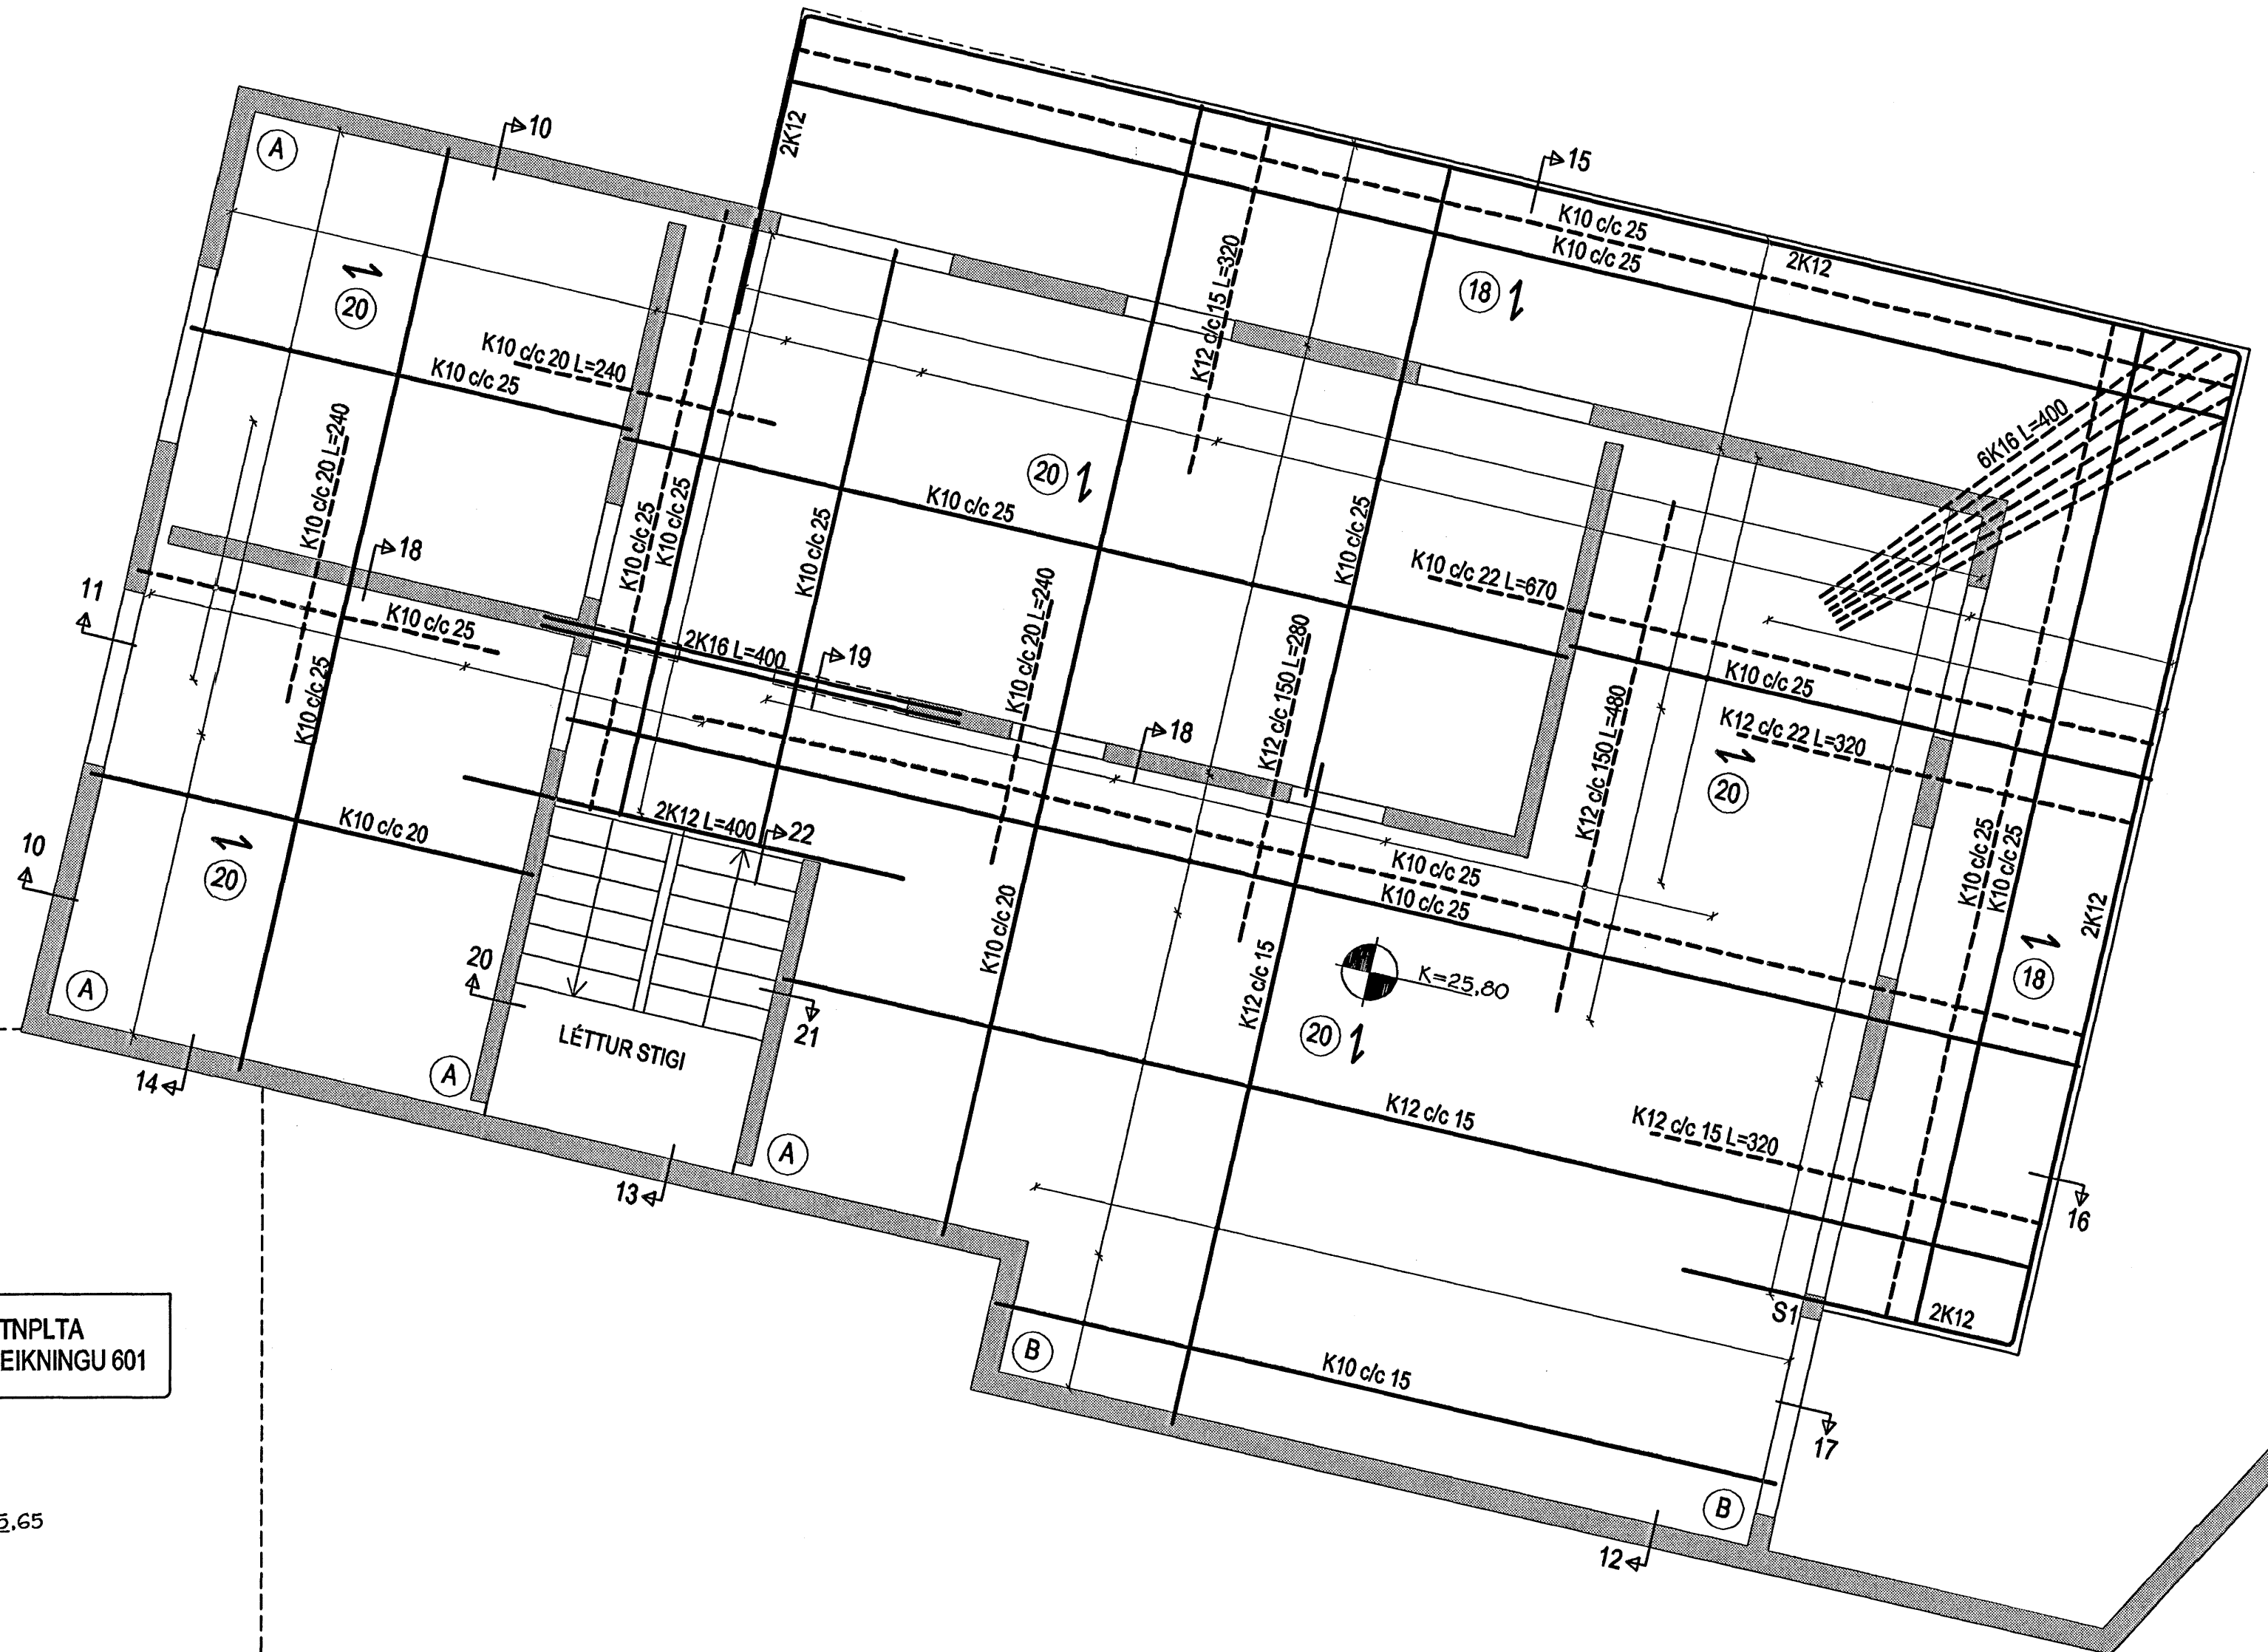 10
15
A
2K12
K10 c/c 25
K10 c/c 25
2K12
18
20
K12 c/c 15 L=320
K10 c/c 20 L=240
K10 c/c 25
6K16 L=400
K10 c/c 20 L=240
20
K10 c/c 25
K10 c/c 25
K10 c/c 25
K10 c/c 25
K10 c/c 25
18
K10 c/c 22 L=670
11
K10 c/c 25
K10 c/c 25
2K16 L=400
19
K10 c/c 20 L=240
K12 c/c 150 L=280
18
K12 c/c 150 L=480
K10 c/c 25
K12 c/c 22 L=320
20
K10 c/c 20
2K12 L=400
22
10
20
K10 c/c 25
K10 c/c 25
K10 c/c 25
K10 c/c 25
2K12
18
A
20
K10 c/c 20
K12 c/c 15
K=25,80
20
21
LÉTTUR STIGI
14
A
A
13
K12 c/c 15
K12 c/c 15 L=320
16
S1
2K12
TNPLTA
EIKNINGU 601
B
K10 c/c 15
17
B
12
5,65